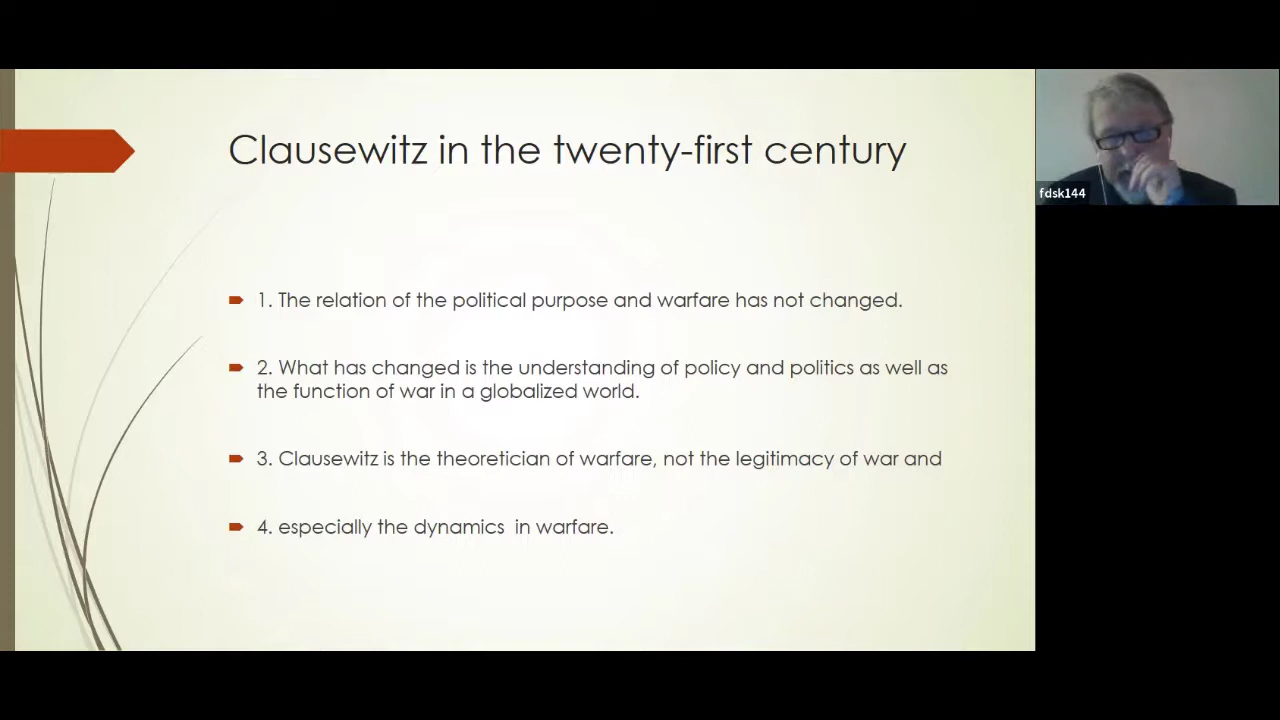 Clausewitz in the twenty-first century
1. The relation of the political purpose and warfare has not changed.
2. What has changed is the understanding of policy and politics as well as
the function of war in a globalized world.
3. Clausewitz is the theoretician of warfare, not the legitimacy of war and
4. especially the dynamics  in warfare.
fdsk144